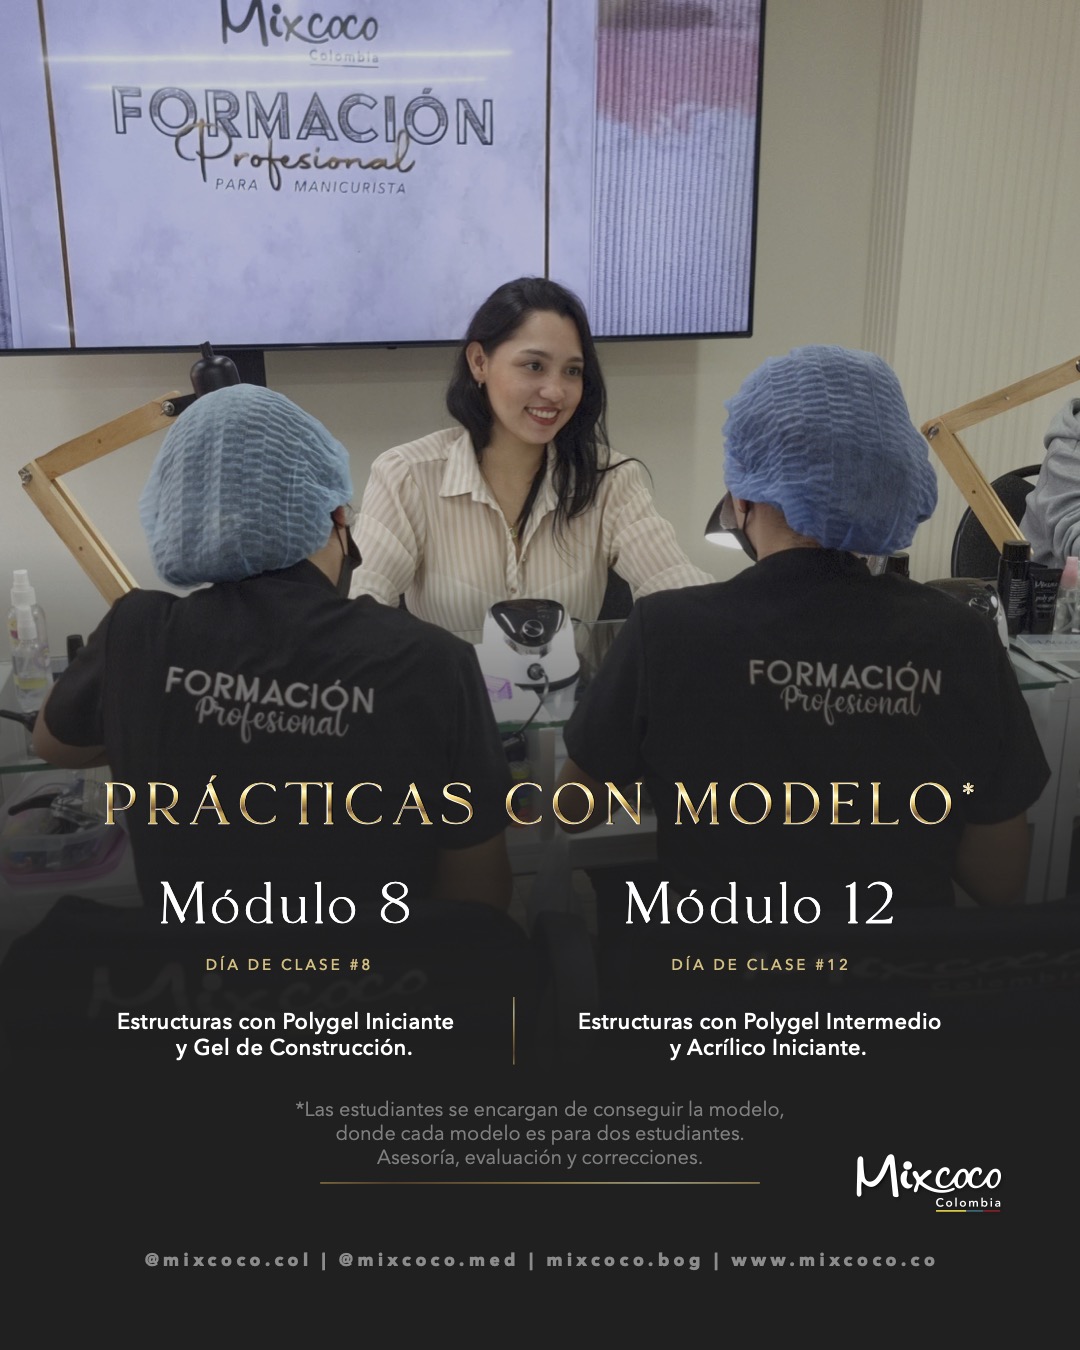 Mixcoco
Colombia
FORMACIÓN
Profesional
PARA MANICURISTA
FORMACIÓN
Profesional
FORMACIÓN
Profesional
PRÁCTICAS CON MODELO*
Módulo 8
DÍA DE CLASE #8
Estructuras con Polygel Iniciante
y Gel de Construcción.
Módulo 12
DÍA DE CLASE #12
Estructuras con Polygel Intermedio
y Acrílico Iniciante.
*Las estudiantes se encargan de conseguir la modelo,
donde cada modelo es para dos estudiantes.
Asesoría, evaluación y correcciones.
Mixcoco
Colombia
@mixcoco.col | @mixcoco.med | mixcoco.bog | www.mixcoco.co